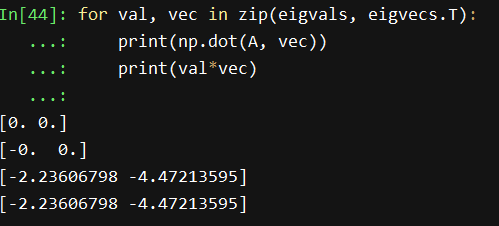 In[44]: for val, vec in zip(eigvals, eigvecs.T):
   ...:     print(np.dot(A, vec))
   ...:     print(val*vec)
   ...:
[0. 0.]
[-0.  0.]
[-2.23606798 -4.47213595]
[-2.23606798 -4.47213595]